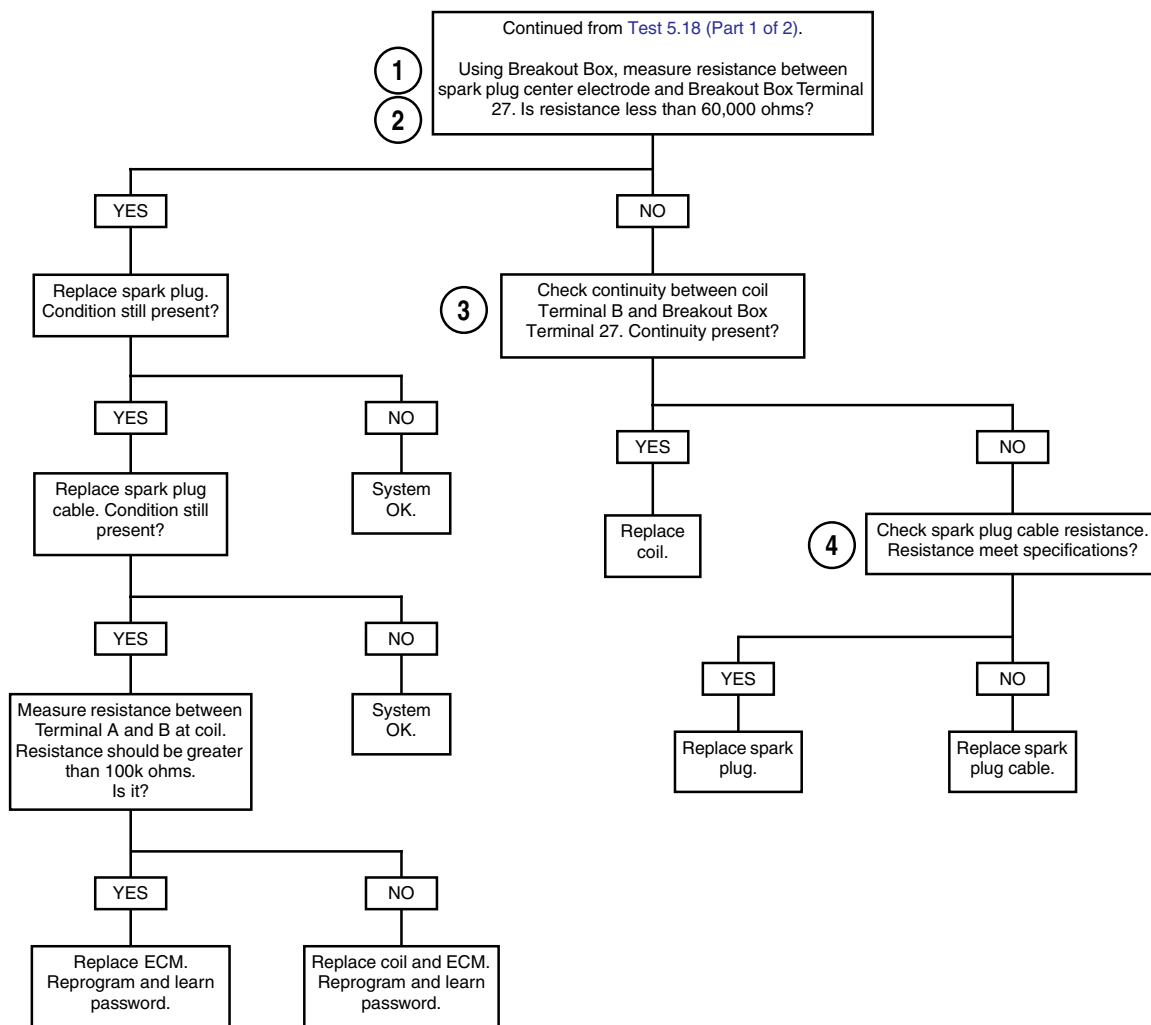 Continued from Test 5.18 (Part 1 of 2).
Using Breakout Box, measure resistance between
spark plug center electrode and Breakout Box Terminal
27. Is resistance less than 60,000 ohms?
1
2
YES
NO
Replace spark plug.
Condition still present?
3
Check continuity between coil
Terminal B and Breakout Box
Terminal 27. Continuity present?
YES
NO
YES
NO
Replace spark plug
cable. Condition still
present?
System
OK.
Replace
coil.
4
Check spark plug cable resistance.
Resistance meet specifications?
YES
NO
YES
NO
Measure resistance between
Terminal A and B at coil.
Resistance should be greater
than 100k ohms.
Is it?
System
OK.
Replace spark
plug.
Replace spark
plug cable.
YES
NO
Replace ECM.
Reprogram and learn
password.
Replace coil and ECM.
Reprogram and learn
password.